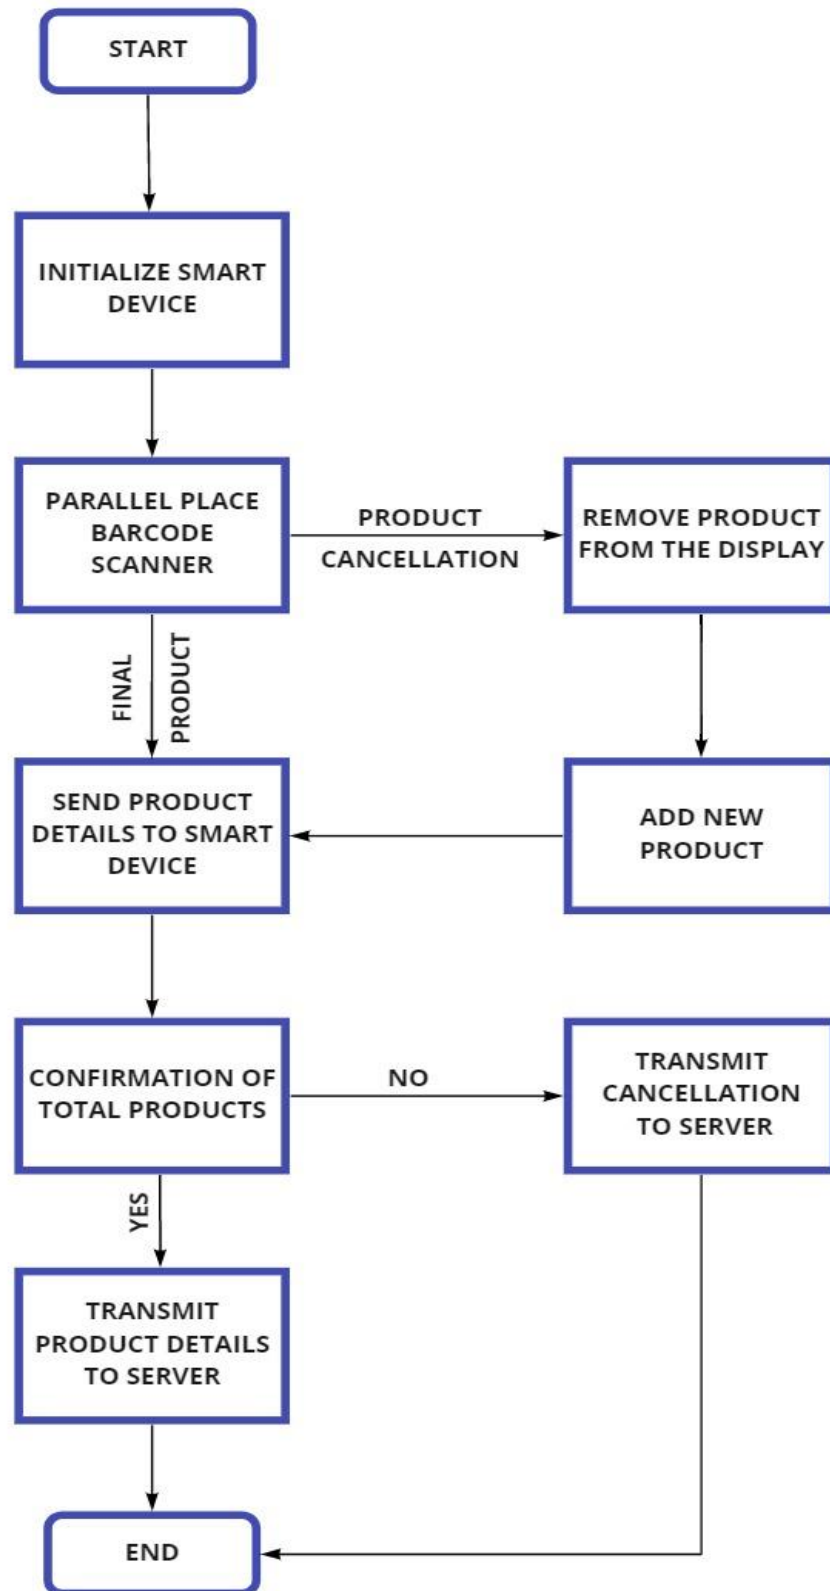 START
INITIALIZE SMART
DEVICE
PARALLEL PLACE
BARCODE
SCANNER
PRODUCT
CANCELLATION
REMOVE PRODUCT
FROM THE DISPLAY
FINAL
PRODUCT
SEND PRODUCT
DETAILS TO SMART
DEVICE
ADD NEW
PRODUCT
CONFIRMATION OF
TOTAL PRODUCTS
NO
TRANSMIT
CANCELLATION
TO SERVER
YES
TRANSMIT
PRODUCT DETAILS
TO SERVER
END